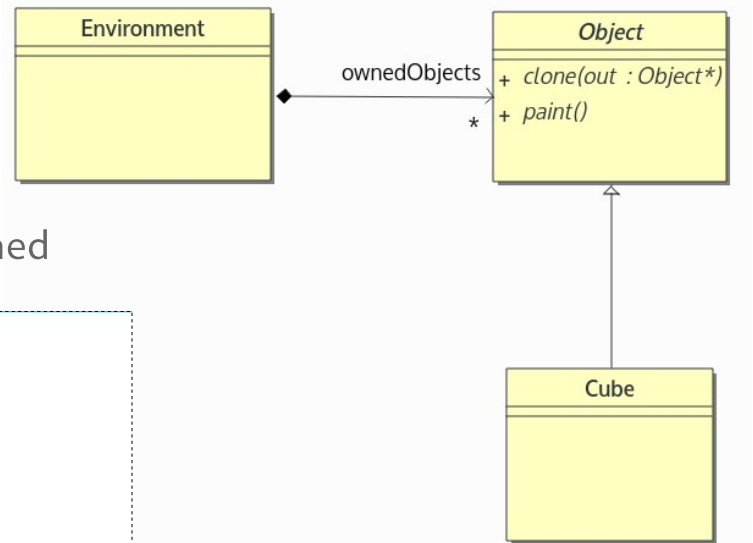 Environment
Object
ownedObjects
+ clone(out : Object*)
*
+ paint()
Cube